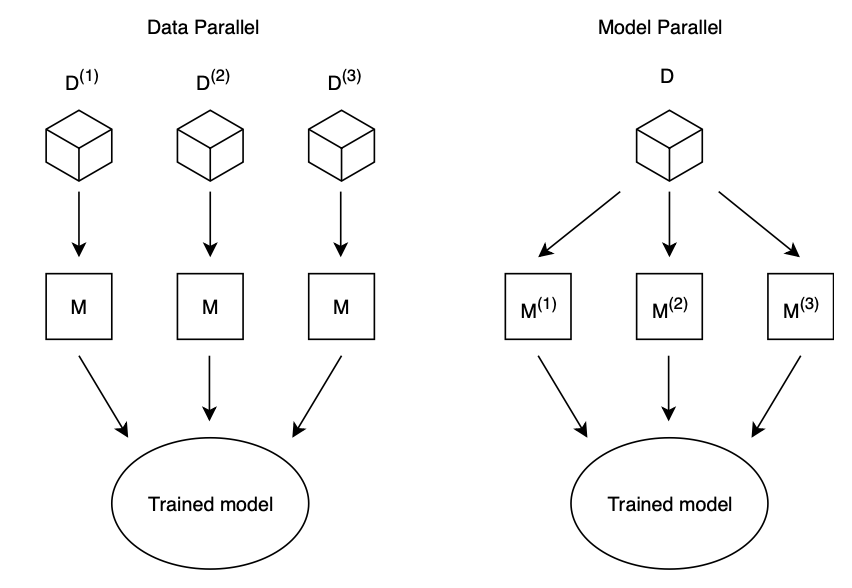 Data Parallel
D(1) D(2) D(3)
M M M
Trained model
Model Parallel
D
M(1) M(2) M(3)
Trained model